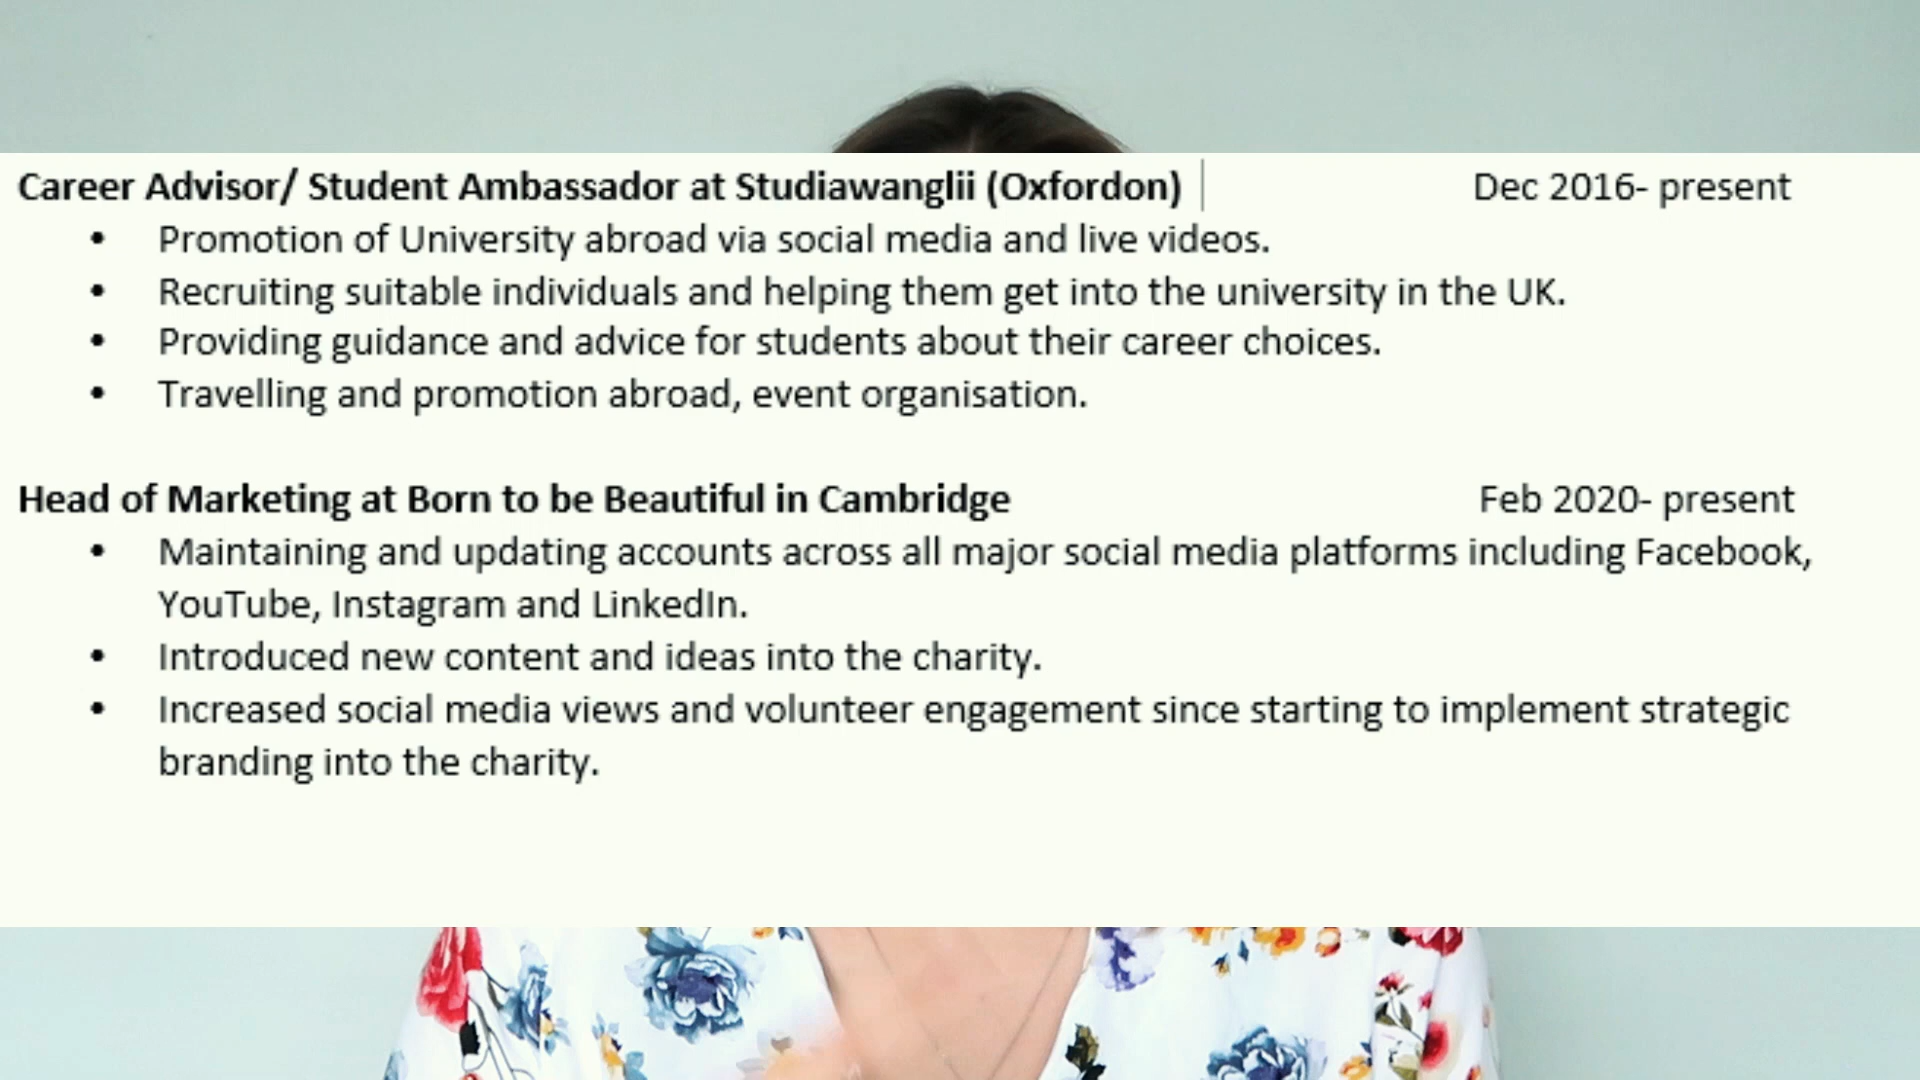 Career Advisor/ Student Ambassador at Studiawanglii (Oxfordon) Dec 2016- present
• Promotion of University abroad via social media and live videos.
• Recruiting suitable individuals and helping them get into the university in the UK.
• Providing guidance and advice for students about their career choices.
• Travelling and promotion abroad, event organisation.
Head of Marketing at Born to be Beautiful in Cambridge Feb 2020- present
• Maintaining and updating accounts across all major social media platforms including Facebook,
YouTube, Instagram and LinkedIn.
• Introduced new content and ideas into the charity.
• Increased social media views and volunteer engagement since starting to implement strategic
branding into the charity.